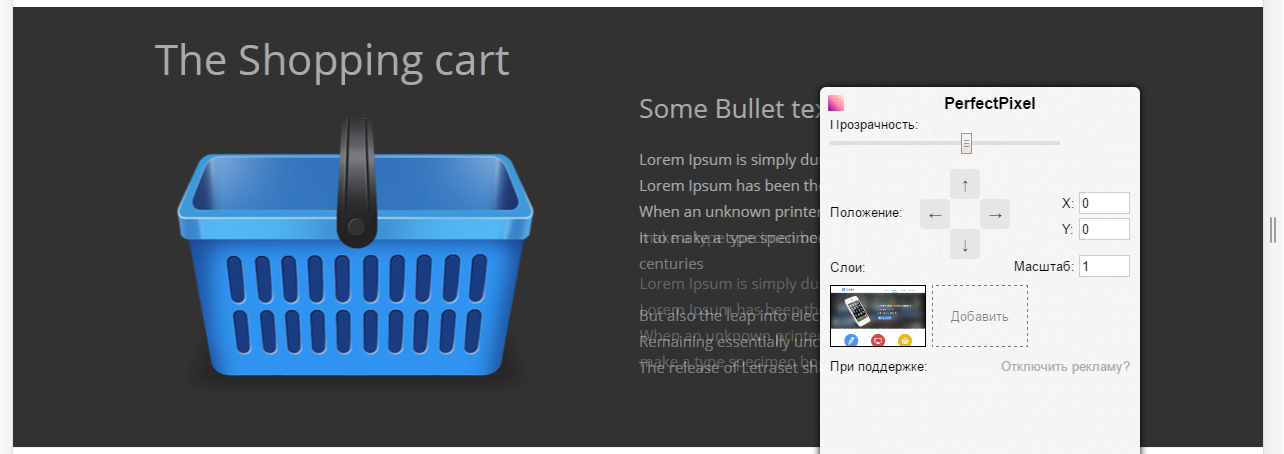 The Shopping cart
Some Bullet tex
Lorem Ipsum is simply du
Lorem Ipsum has been the
When an unknown printer
It to make a type specimen
centuries
Lorem Ipsum is simply du
Lorem Ipsum has been th
But also the leap into elec
When an unknown printer
Remaining essentially unc
make a type specimen bo
The release of Letraset sh
PerfectPixel
Прозрачность:
Положение:
↑
←
→
↓
X: 0
Y: 0
Слои:
Масштаб: 1
Добавить
При поддержке:
Отключить рекламу?